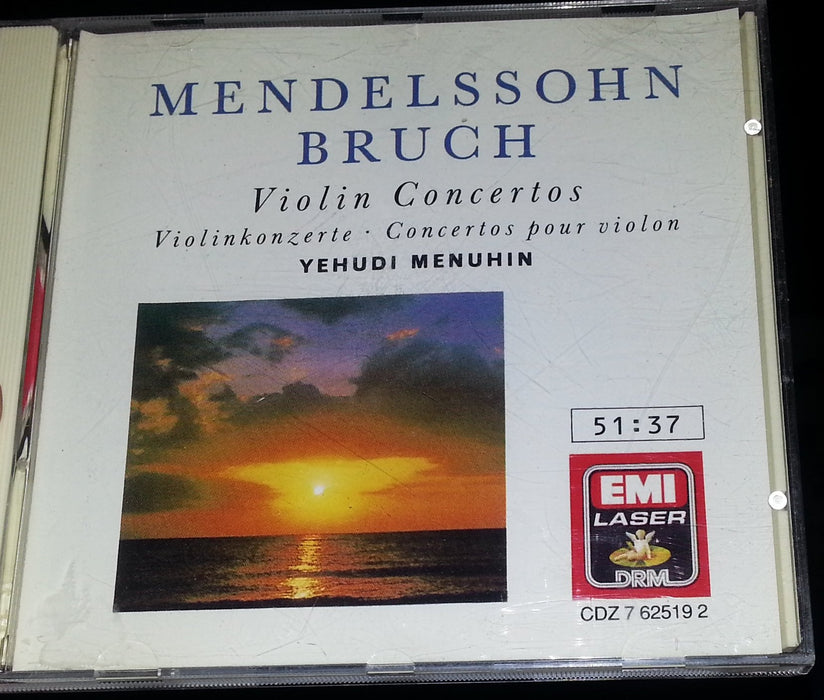 MENDELSSOHN
BRUCH
Violin Concertos
Violinkonzerte · Concertos pour violon
YEHUDI MENUHIN
51:37
EMI
LASER
DRM
CDZ 7 62519 2